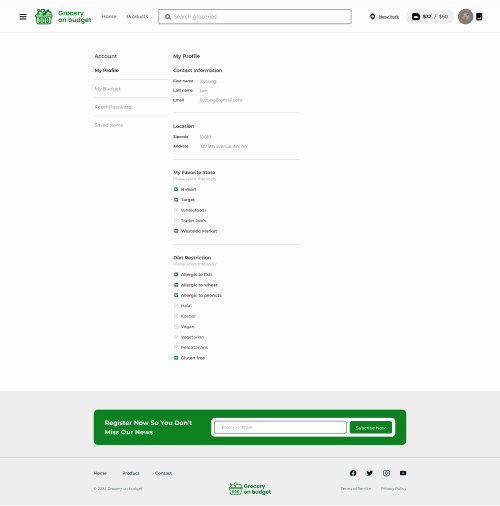 Grocery
on budget
Home Products Search groceries New york $32 / $60
Account
My Profile
My Budget
Reset Password
Saved Items
My Profile
Contact Information
First name Jiyoung
Last name Lee
Email jiyoung@gmail.com
Location
Zipcode 10010
Address 137 5th avenue, NY, NY
My Favorite Store
Please select that apply
H-mart
Target
Wholefoods
Trader Joe's
Westside Market
Diet Restriction
Please select that apply
Allergic to fish
Allergic to wheat
Allergic to peanuts
Halal
Kosher
Vegan
Vegetarian
Pescatarians
Gluten free
Register Now So You Don't
Miss Our News
Enter your Email
Subcribe Now
Home Product Contact
© 2024 Grocery on budget
Grocery
on budget
Terms of Service Privacy Policy